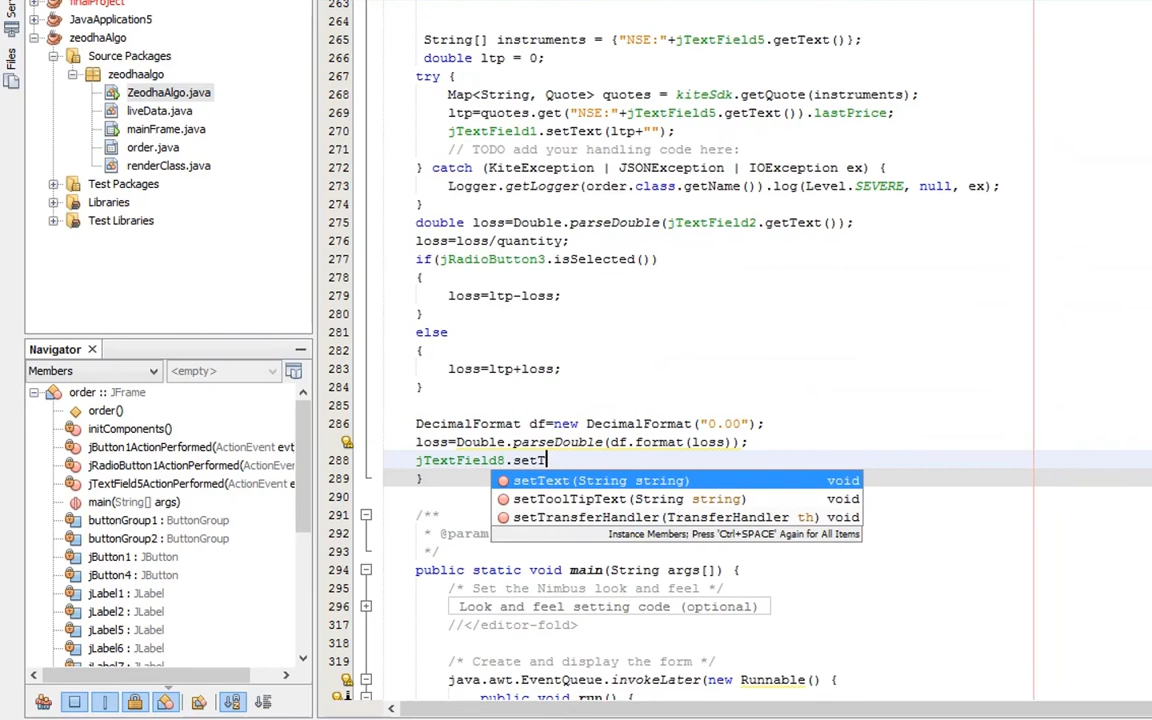 finalProject
JavaApplication5
zeodhaAlgo
Source Packages
zeodhaalgo
ZeodhaAlgo.java
liveData.java
mainFrame.java
order.java
renderClass.java
Test Packages
Libraries
Test Libraries
Files
Navigator
Members
<empty>
order :: JFrame
order()
initComponents()
jButton1ActionPerformed(ActionEvent evt
jRadioButton1ActionPerformed(ActionEven
jTextField5ActionPerformed(ActionEvent e
main(String[] args)
buttonGroup1 : ButtonGroup
buttonGroup2 : ButtonGroup
jButton1 : JButton
jButton4 : JButton
jLabel1 : JLabel
jLabel2 : JLabel
jLabel5 : JLabel
jLabel6 : JLabel
263
264
265 String[] instruments = {"NSE:"+jTextField5.getText()};
266 double ltp = 0;
267 try {
268 Map<String, Quote> quotes = kiteSdk.getQuote(instruments);
269 ltp=quotes.get("NSE:"+jTextField5.getText()).lastPrice;
270 jTextField1.setText(ltp+"");
271 // TODO add your handling code here:
272 } catch (KiteException | JSONException | IOException ex) {
273 Logger.getLogger(order.class.getName()).log(Level.SEVERE, null, ex);
274 }
275 double loss=Double.parseDouble(jTextField2.getText());
276 loss=loss/quantity;
277 if(jRadioButton3.isSelected())
278 {
279 loss=ltp-loss;
280 }
281 else
282 {
283 loss=ltp+loss;
284 }
285
286 DecimalFormat df=new DecimalFormat("0.00");
loss=Double.parseDouble(df.format(loss));
288 jTextField8.setT
289 }
setText(String string) void
setToolTipText(String string) void
setTransferHandler(TransferHandler th) void
Instance Members; Press 'Ctrl+SPACE' Again for All Items
290
291 /**
292 * @param
293 */
294 public static void main(String args[]) {
295 /* Set the Nimbus look and feel */
296 Look and feel setting code (optional)
317 //</editor-fold>
318
319 /* Create and display the form */
java.awt.EventQueue.invokeLater(new Runnable() {
public void run() {